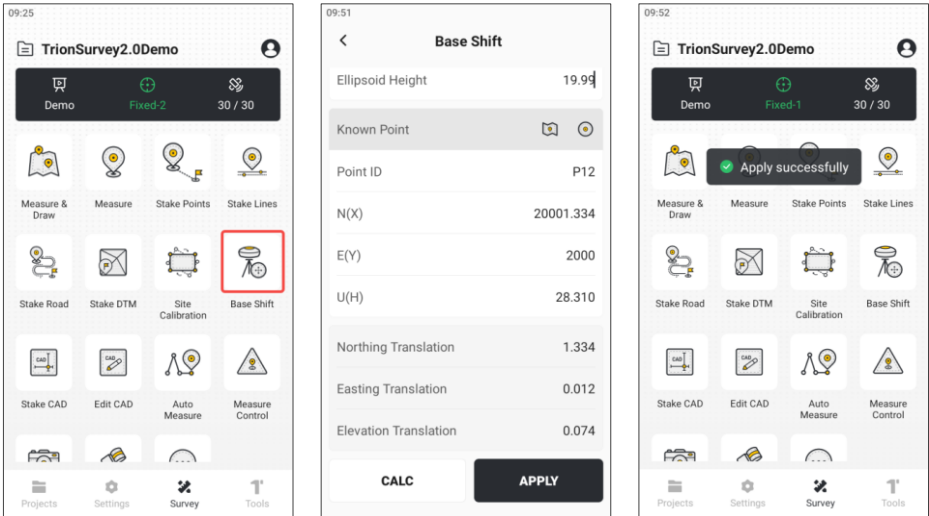 09:25
TrionSurvey2.0Demo
Demo
Fixed-2
30 / 30
Measure &
Draw
Measure
Stake Points
Stake Lines
Stake Road
Stake DTM
Site
Calibration
Base Shift
CAD
CAD
Stake CAD
Edit CAD
Auto
Measure
Measure
Control
Projects
Settings
Survey
Tools
09:51
Base Shift
Ellipsoid Height 19.99
Known Point
Point ID P12
N(X) 20001.334
E(Y) 2000
U(H) 28.310
Northing Translation 1.334
Easting Translation 0.012
Elevation Translation 0.074
CALC APPLY
09:52
TrionSurvey2.0Demo
Demo
Fixed-1
30 / 30
Apply successfully
Measure &
Draw
Measure
Stake Points
Stake Lines
Stake Road
Stake DTM
Site
Calibration
Base Shift
CAD
CAD
Stake CAD
Edit CAD
Auto
Measure
Measure
Control
Projects
Settings
Survey
Tools